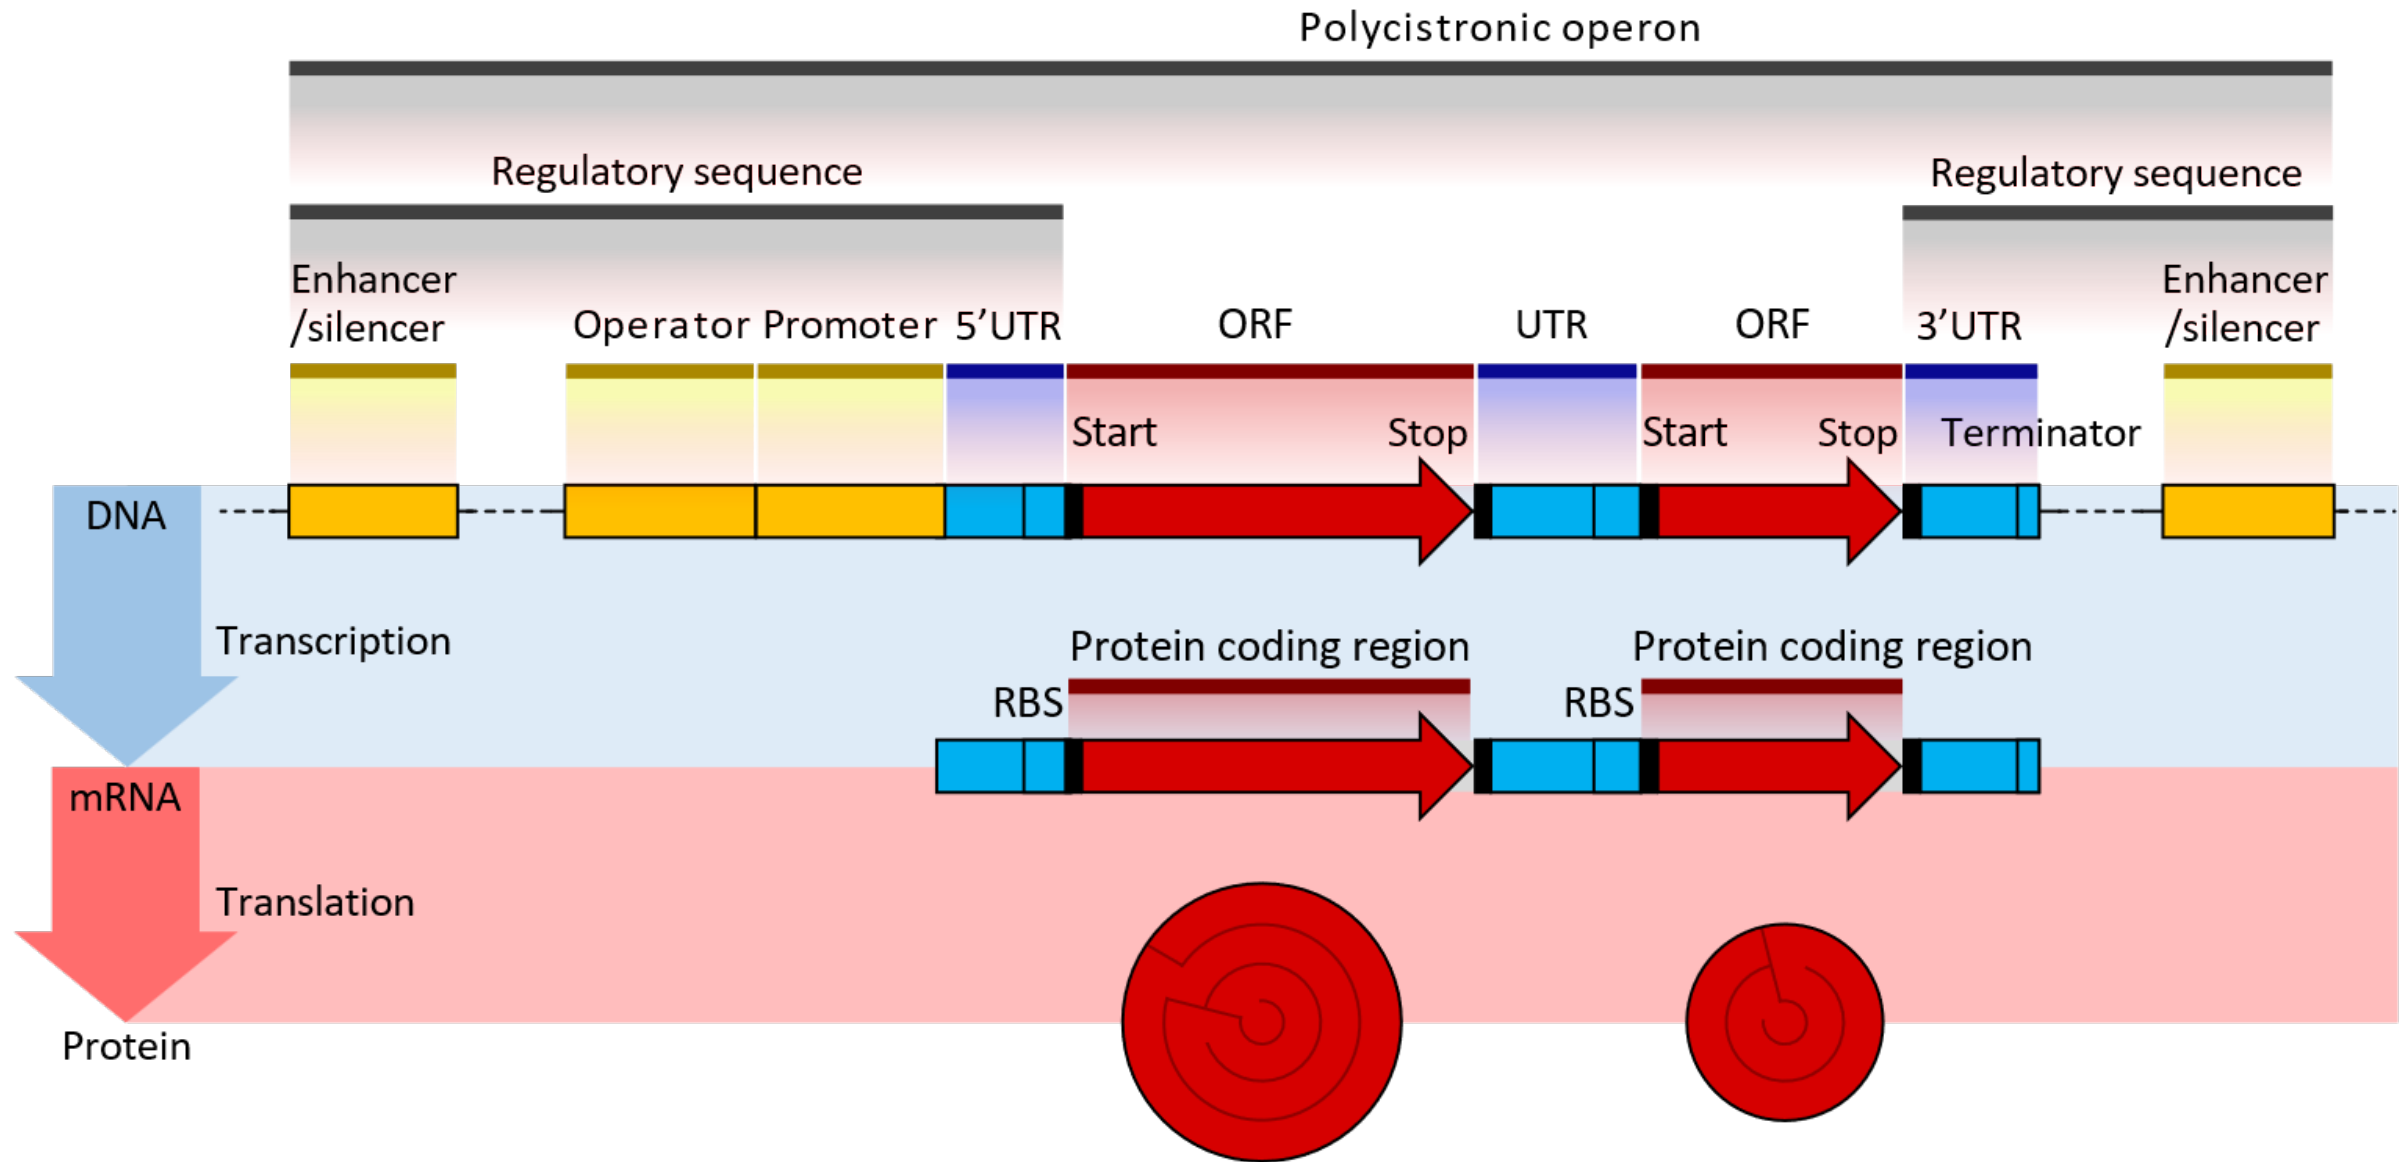 Polycistronic operon
Regulatory sequence
Regulatory sequence
Enhancer
/silencer
Operator
Promoter
5’UTR
ORF
UTR
ORF
3’UTR
Enhancer
/silencer
Start
Stop
Start
Stop
Terminator
DNA
Transcription
Protein coding region
Protein coding region
RBS
RBS
mRNA
Translation
Protein